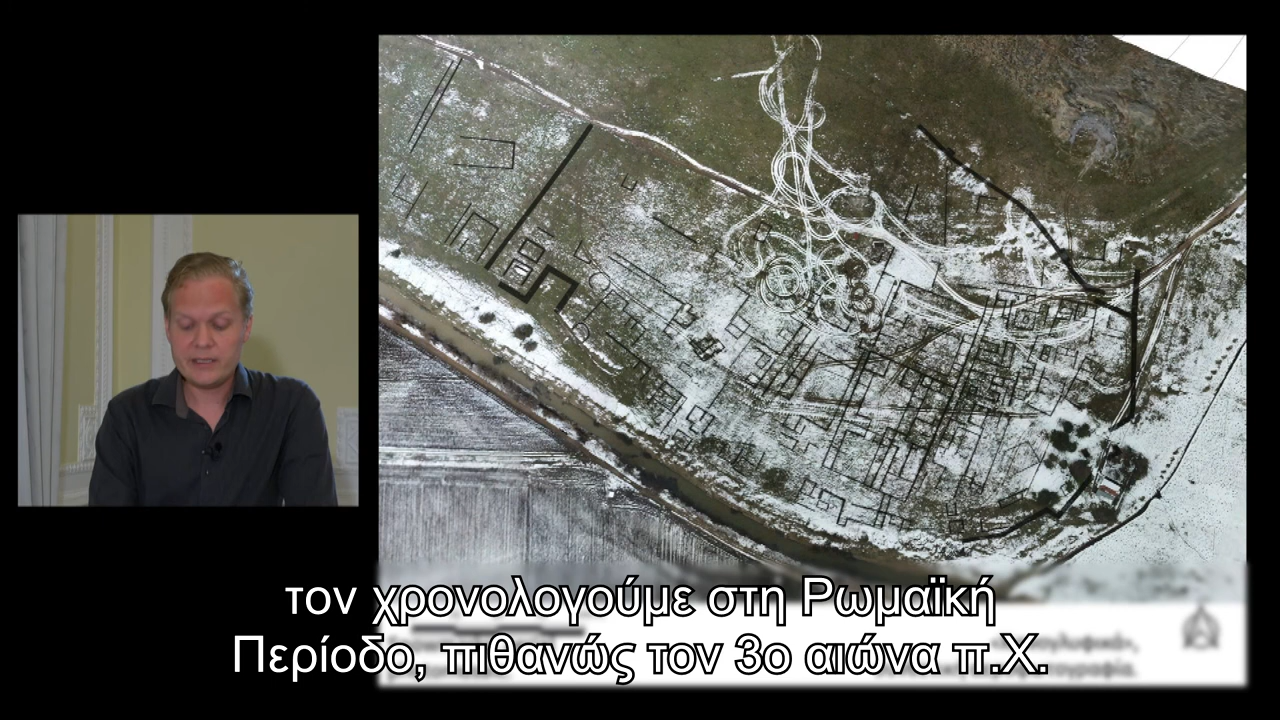 τον χρονολογούμε στη Ρωμαϊκή
Περίοδο, πιθανώς τον 3ο αιώνα π.Χ.